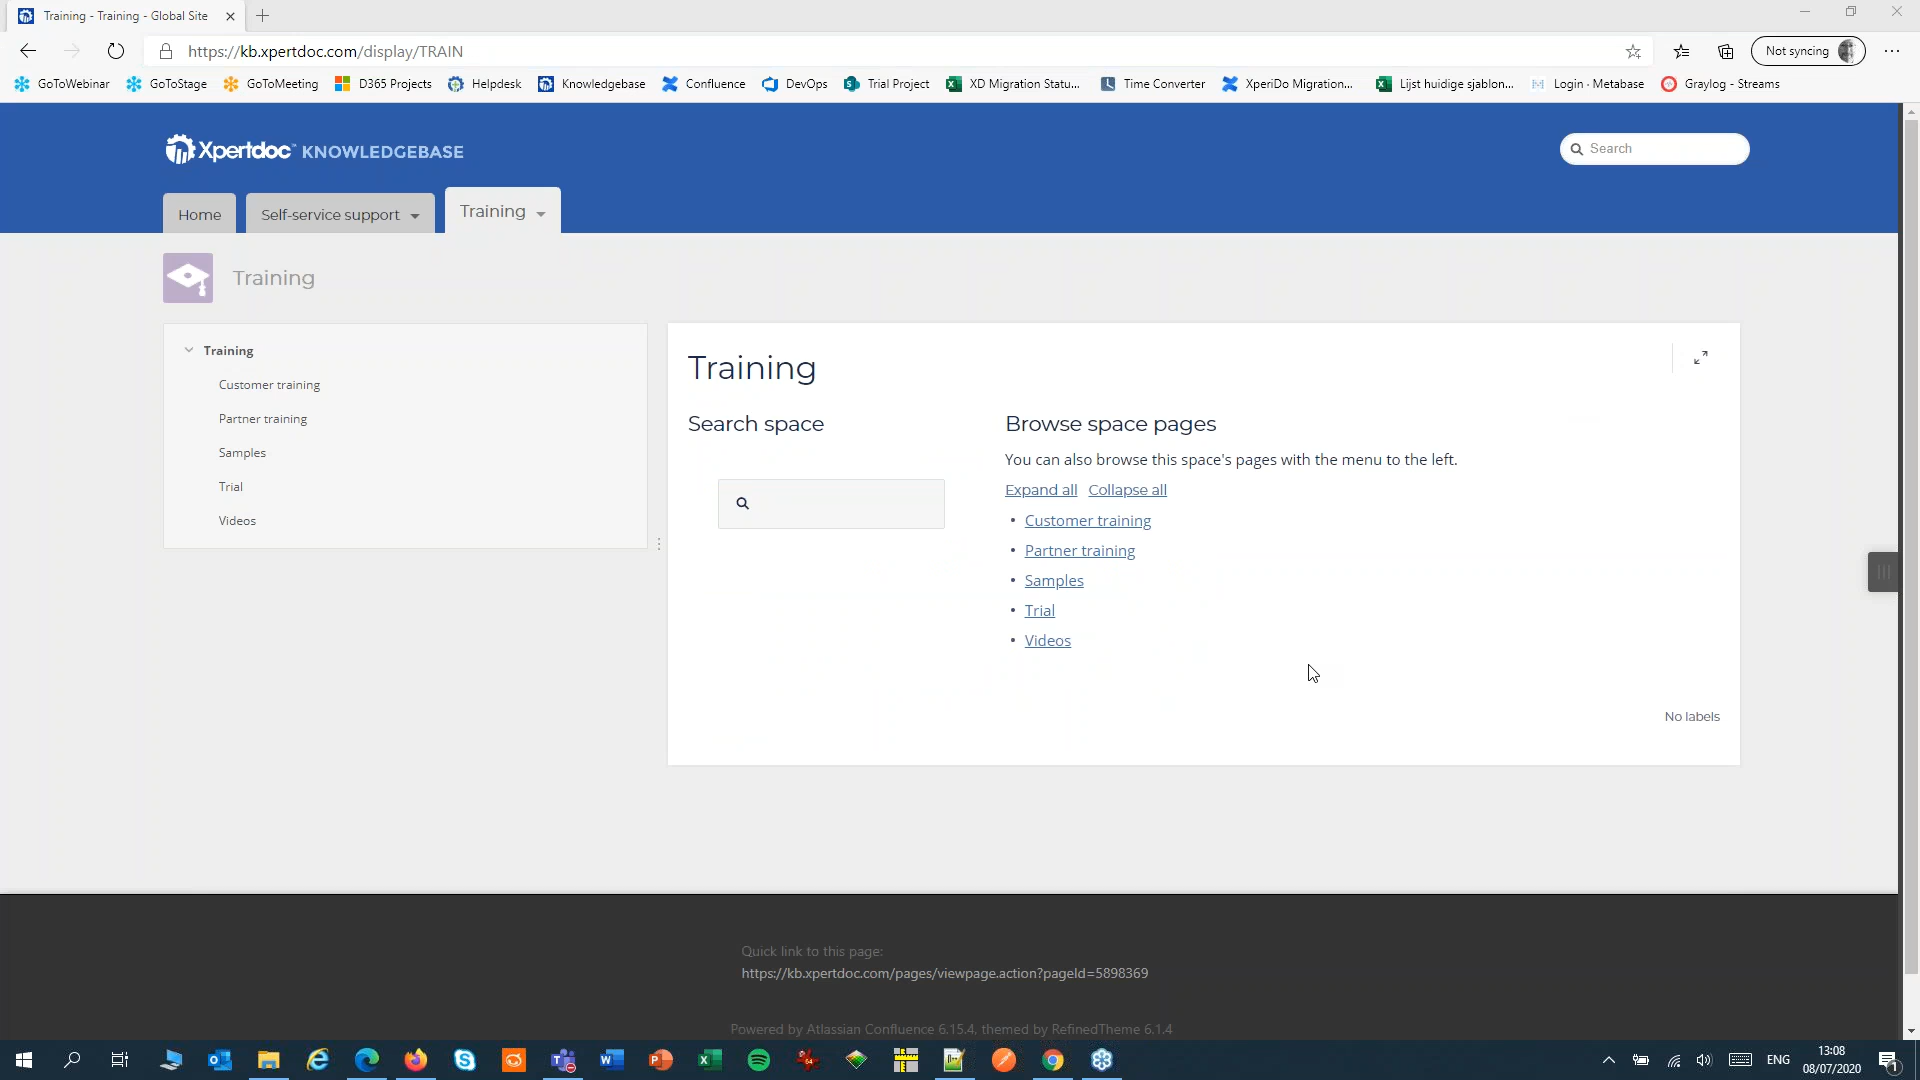 Training - Training - Global Site
https://kb.xpertdoc.com/display/TRAIN
Not syncing
GoToWebinar GoToStage GoToMeeting D365 Projects Helpdesk Knowledgebase Confluence DevOps Trial Project XD Migration Statu... Time Converter XperiDo Migration... Lijst huidige sjablon... Login · Metabase Graylog - Streams
Xpertdoc™ KNOWLEDGEBASE
Search
Home Self-service support Training
Training
Training
Customer training
Partner training
Samples
Trial
Videos
Training
Search space
Browse space pages
You can also browse this space's pages with the menu to the left.
Expand all Collapse all
• Customer training
• Partner training
• Samples
• Trial
• Videos
No labels
Quick link to this page:
https://kb.xpertdoc.com/pages/viewpage.action?pageId=5898369
Powered by Atlassian Confluence 6.15.4, themed by RefinedTheme 6.1.4
ENG
13:08
08/07/2020
1